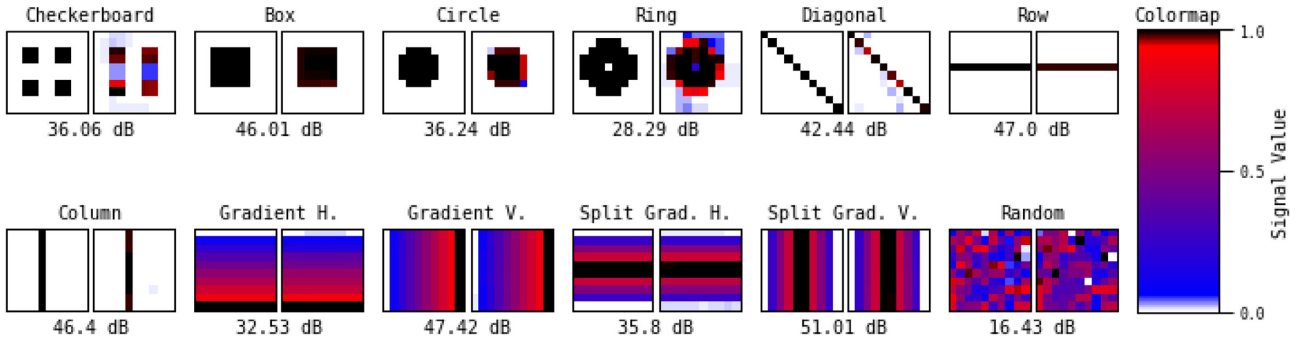 Checkerboard Box Circle Ring Diagonal Row Colormap
1.0
36.06 dB 46.01 dB 36.24 dB 28.29 dB 42.44 dB 47.0 dB
0.5
Signal Value
Column Gradient H. Gradient V. Split Grad. H. Split Grad. V. Random
0.0
46.4 dB 32.53 dB 47.42 dB 35.8 dB 51.01 dB 16.43 dB